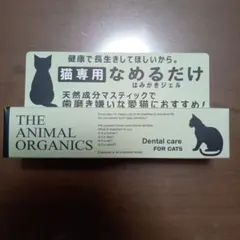 健康で長生きしてほしいから。
猫専用 なめるだけ
はみがきジェル
天然成分マスティックで
歯磨き嫌いな愛猫におすすめ!
THE
ANIMAL
ORGANICS
Dental care
FOR CATS